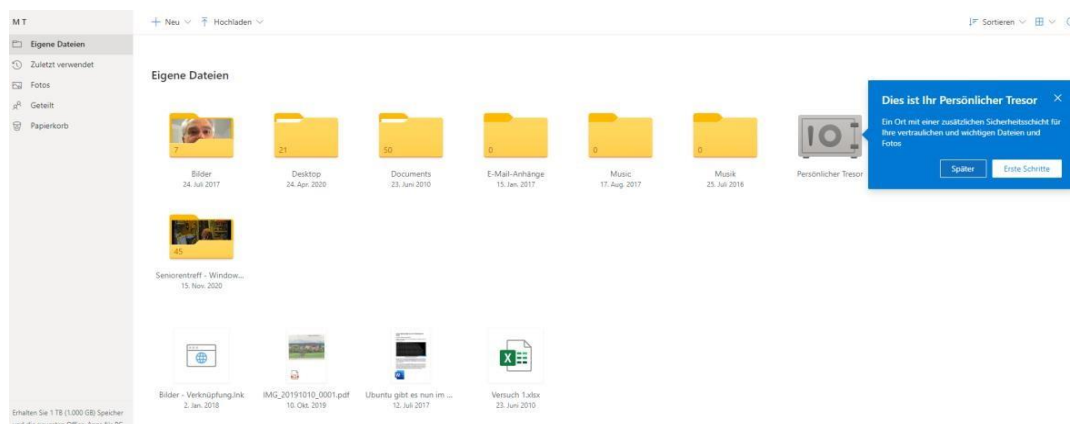 M T
Neu
Hochladen
Sortieren
Eigene Dateien
Zuletzt verwendet
Fotos
Geteilt
Papierkorb
Eigene Dateien
7
21
50
0
0
0
Bilder
24. Juli 2017
Desktop
24. Apr. 2020
Documents
23. Juni 2010
E-Mail-Anhänge
15. Jan. 2017
Music
17. Aug. 2017
Musik
25. Juli 2016
Persönlicher Tresor
Dies ist Ihr Persönlicher Tresor
Ein Ort mit einer zusätzlichen Sicherheitsschicht für
Ihre vertraulichen und wichtigen Dateien und
Fotos
Später
Erste Schritte
45
Seniorentreff - Window...
15. Nov. 2020
Bilder - Verknüpfung.lnk
2. Jan. 2018
IMG_20191010_0001.pdf
10. Okt. 2019
Ubuntu gibt es nun im ...
12. Juli 2017
Versuch 1.xlsx
23. Juni 2010
Erhalten Sie 1 TB (1.000 GB) Speicher